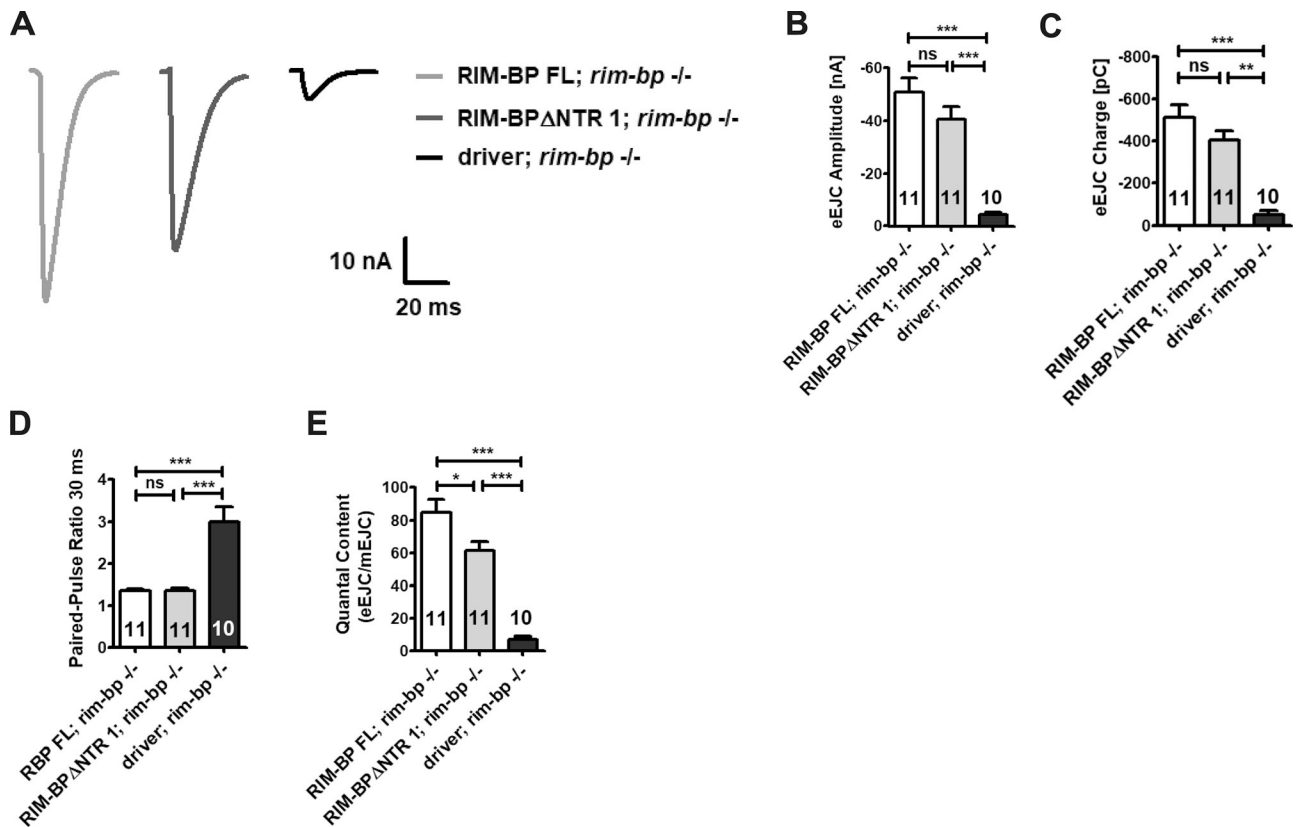 A
RIM-BP FL; rim-bp -/-
RIM-BPΔNTR 1; rim-bp -/-
driver; rim-bp -/-
10 nA
20 ms
B
eEJC Amplitude [nA]
-60
-40
-20
0
***
ns
***
11
11
10
RIM-BP FL; rim-bp -/-
RIM-BPΔNTR 1; rim-bp -/-
driver; rim-bp -/-
C
eEJC Charge [pC]
-800
-600
-400
-200
0
***
ns
**
11
11
10
RIM-BP FL; rim-bp -/-
RIM-BPΔNTR 1; rim-bp -/-
driver; rim-bp -/-
D
Paired-Pulse Ratio 30 ms
4
3
2
1
0
***
ns
***
11
11
10
RBP FL; rim-bp -/-
RIM-BPΔNTR 1; rim-bp -/-
driver; rim-bp -/-
E
Quantal Content
(eEJC/mEJC)
100
80
60
40
20
0
***
*
***
11
11
10
RIM-BP FL; rim-bp -/-
RIM-BPΔNTR 1; rim-bp -/-
driver; rim-bp -/-